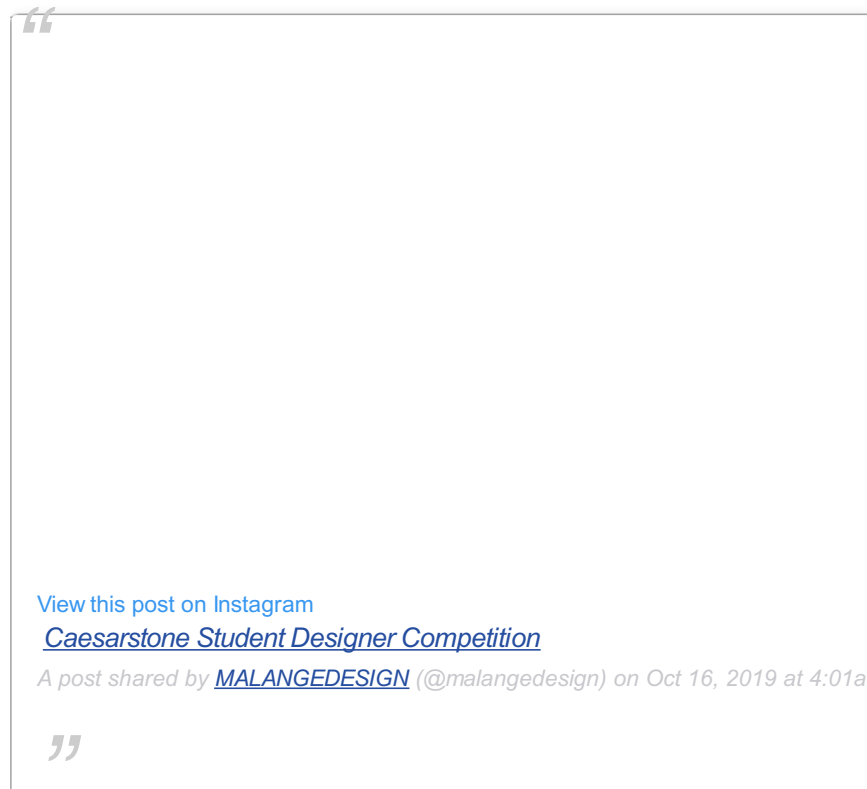 “
View this post on Instagram
Caesarstone Student Designer Competition
A post shared by MALANGEDESIGN (@malangedesign) on Oct 16, 2019 at 4:01a
”